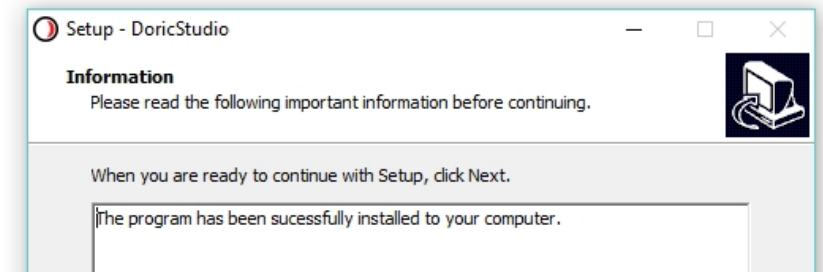 Setup - DoricStudio
Information
Please read the following important information before continuing.
When you are ready to continue with Setup, click Next.
The program has been sucessfully installed to your computer.